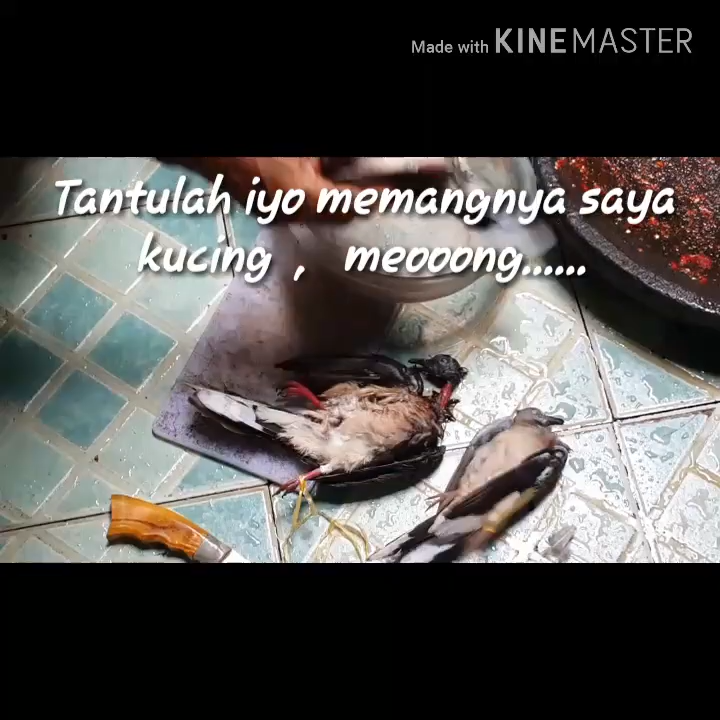 Made with KINEMASTER
Tantulah iyo memangnya saya
kucing , meooong......